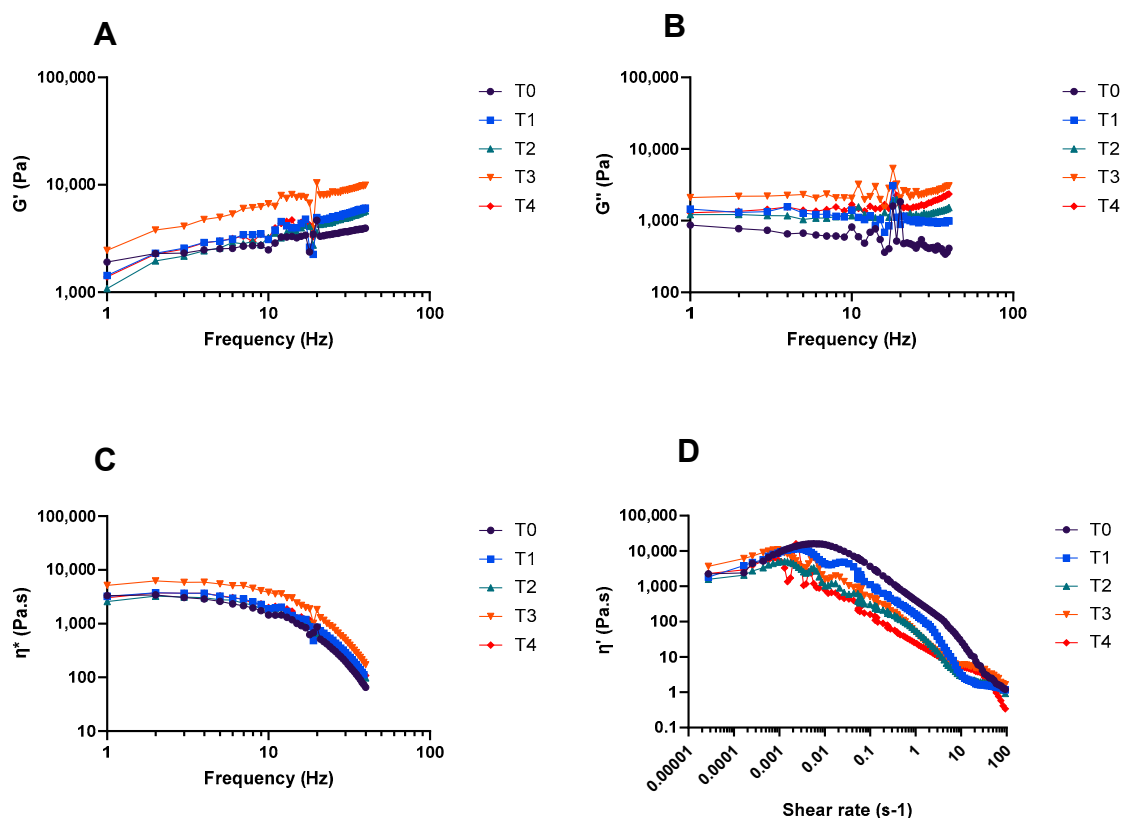 A
100,000
10,000
1,000
G' (Pa)
1
10
100
Frequency (Hz)
T0
T1
T2
T3
T4
B
100,000
10,000
1,000
100
G'' (Pa)
1
10
100
Frequency (Hz)
T0
T1
T2
T3
T4
C
100,000
10,000
1,000
100
10
η* (Pa.s)
1
10
100
Frequency (Hz)
T0
T1
T2
T3
T4
D
100,000
10,000
1,000
100
10
1
0.1
η' (Pa.s)
0.00001
0.0001
0.001
0.01
0.1
1
10
100
Shear rate (s-1)
T0
T1
T2
T3
T4